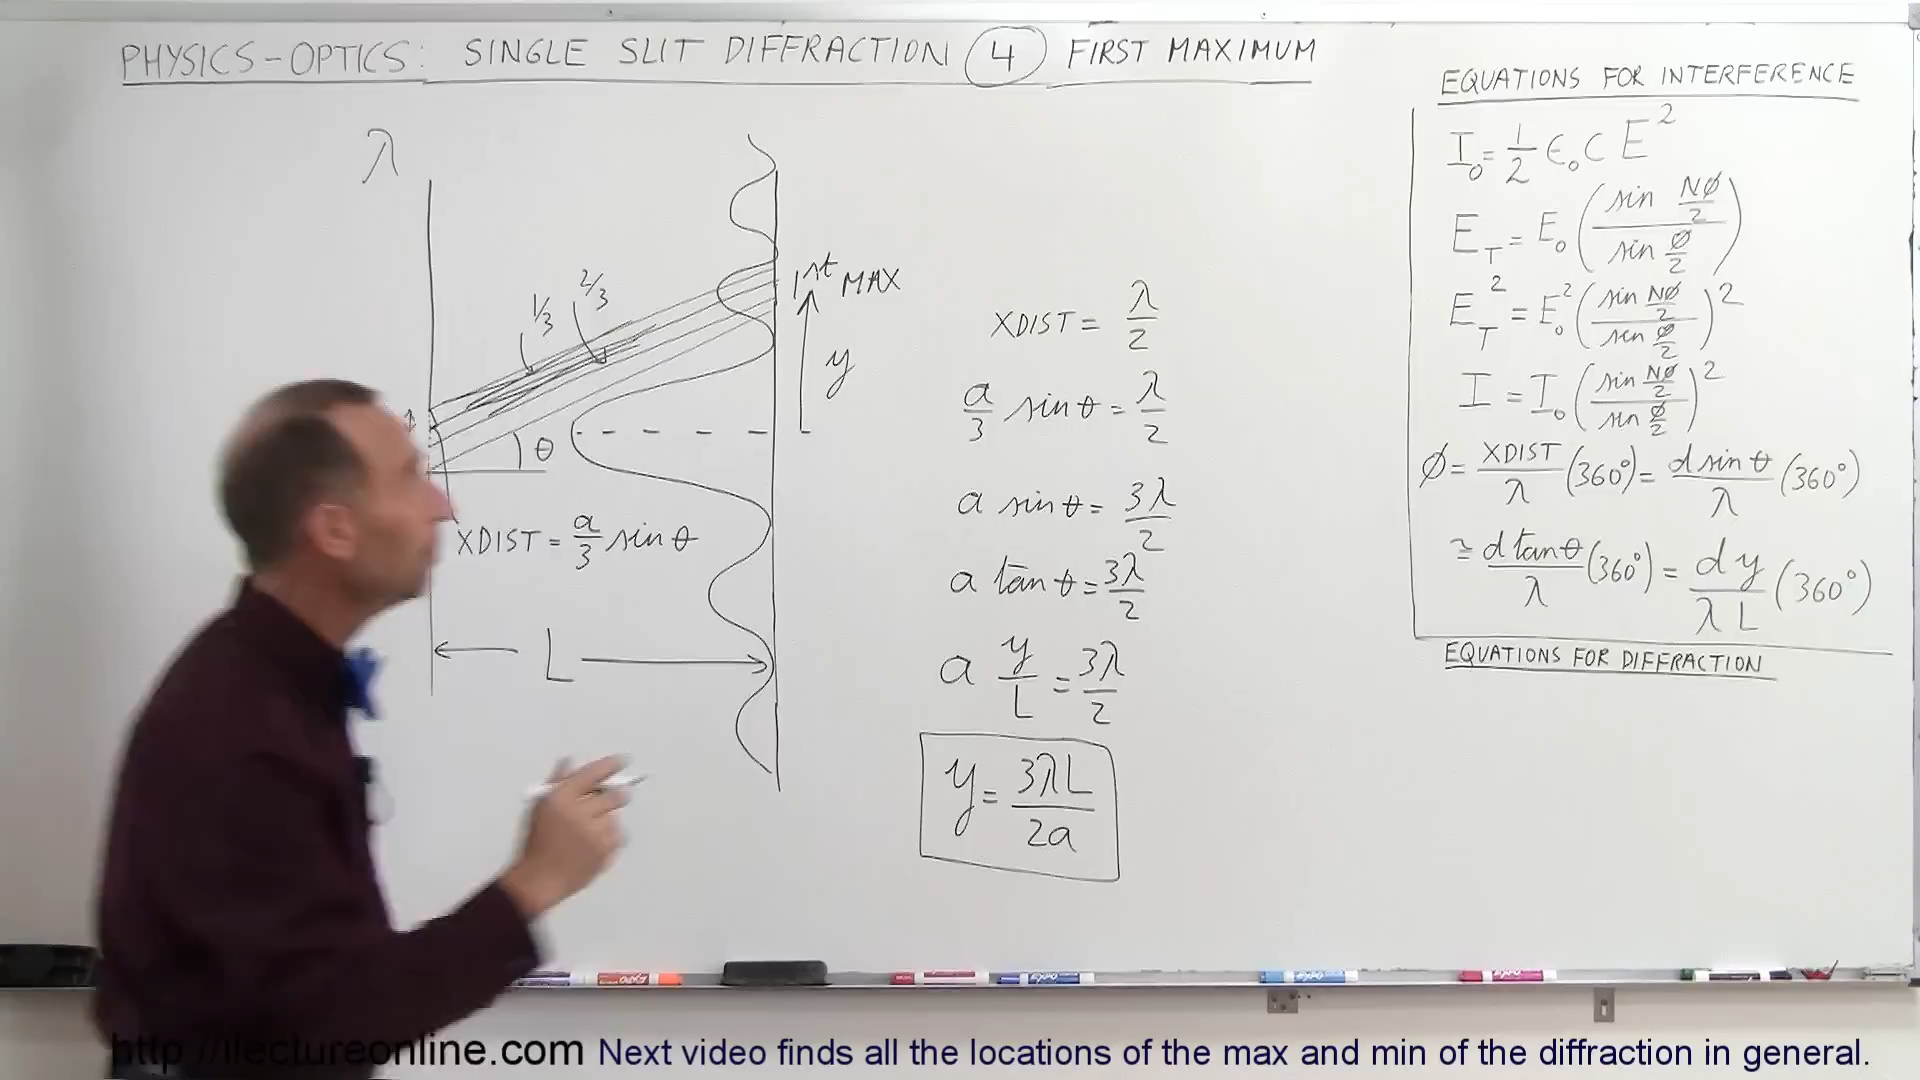 PHYSICS-OPTICS: SINGLE SLIT DIFFRACTION 4 FIRST MAXIMUM
λ
1/3
2/3
1st MAX
y
θ
XDIST = a/3 sin θ
L
XDIST = λ/2
a/3 sin θ = λ/2
a sin θ = 3λ/2
a tan θ = 3λ/2
a y/L = 3λ/2
y = 3λL/2a
EQUATIONS FOR INTERFERENCE
I₀ = 1/2 ε₀ C E²
E_T = E₀ (sin Nφ/2 / sin φ/2)
E_T² = E₀² (sin Nφ/2 / sin φ/2)²
I = I₀ (sin Nφ/2 / sin φ/2)²
φ = XDIST/λ (360°) = d sin θ/λ (360°)
≅ d tan θ/λ (360°) = d y/λ L (360°)
EQUATIONS FOR DIFFRACTION
http://ilectureonline.com Next video finds all the locations of the max and min of the diffraction in general.